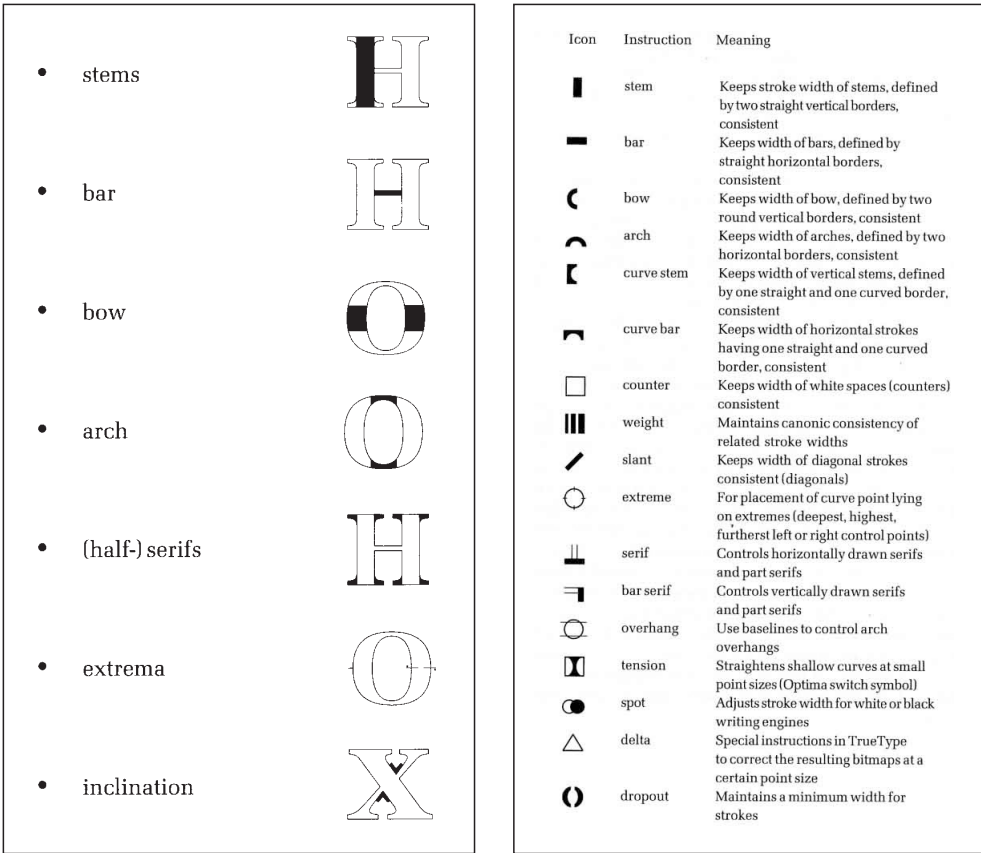 • stems
• bar
• bow
• arch
• (half-) serifs
• extrema
• inclination
Icon Instruction Meaning
stem Keeps stroke width of stems, defined
by two straight vertical borders,
consistent
bar Keeps width of bars, defined by
straight horizontal borders,
consistent
bow Keeps width of bow, defined by two
round vertical borders, consistent
arch Keeps width of arches, defined by two
horizontal borders, consistent
curve stem Keeps width of vertical stems, defined
by one straight and one curved border,
consistent
curve bar Keeps width of horizontal strokes
having one straight and one curved
border, consistent
counter Keeps width of white spaces (counters)
consistent
weight Maintains canonic consistency of
related stroke widths
slant Keeps width of diagonal strokes
consistent (diagonals)
extreme For placement of curve point lying
on extremes (deepest, highest,
furtherst left or right control points)
serif Controls horizontally drawn serifs
and part serifs
bar serif Controls vertically drawn serifs
and part serifs
overhang Use baselines to control arch
overhangs
tension Straightens shallow curves at small
point sizes (Optima switch symbol)
spot Adjusts stroke width for white or black
writing engines
delta Special instructions in TrueType
to correct the resulting bitmaps at a
certain point size
dropout Maintains a minimum width for
strokes